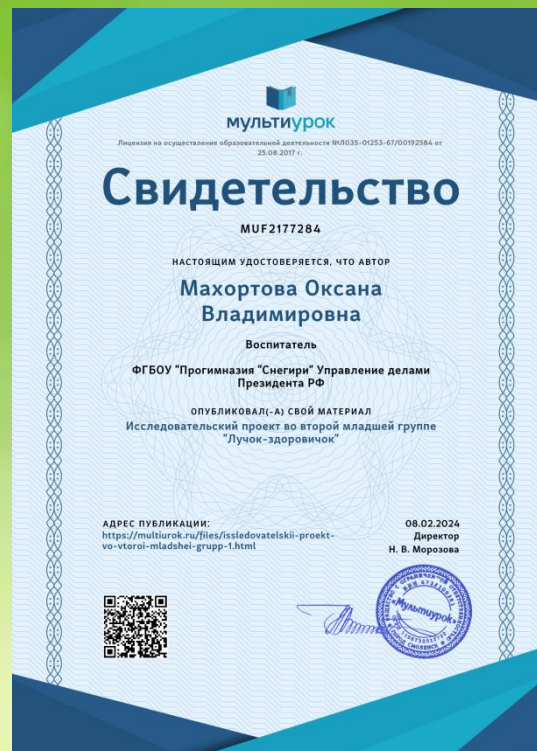 мультиурок
Лицензия на осуществление образовательной деятельности №Л035-01253-67/00192584 от
25.08.2017 г.
Свидетельство
MUF2177284
НАСТОЯЩИМ УДОСТОВЕРЯЕТСЯ, ЧТО АВТОР
Махортова Оксана
Владимировна
Воспитатель
ФГБОУ "Прогимназия "Снегири" Управление делами
Президента РФ
ОПУБЛИКОВАЛ(-А) СВОЙ МАТЕРИАЛ
Исследовательский проект во второй младшей группе
"Лучок-здоровичок"
АДРЕС ПУБЛИКАЦИИ:
https://multiurok.ru/files/issledovatelskii-proekt-
vo-vtoroi-mladshei-grupp-1.html
08.02.2024
Директор
Н. В. Морозова
«Мультиурок»